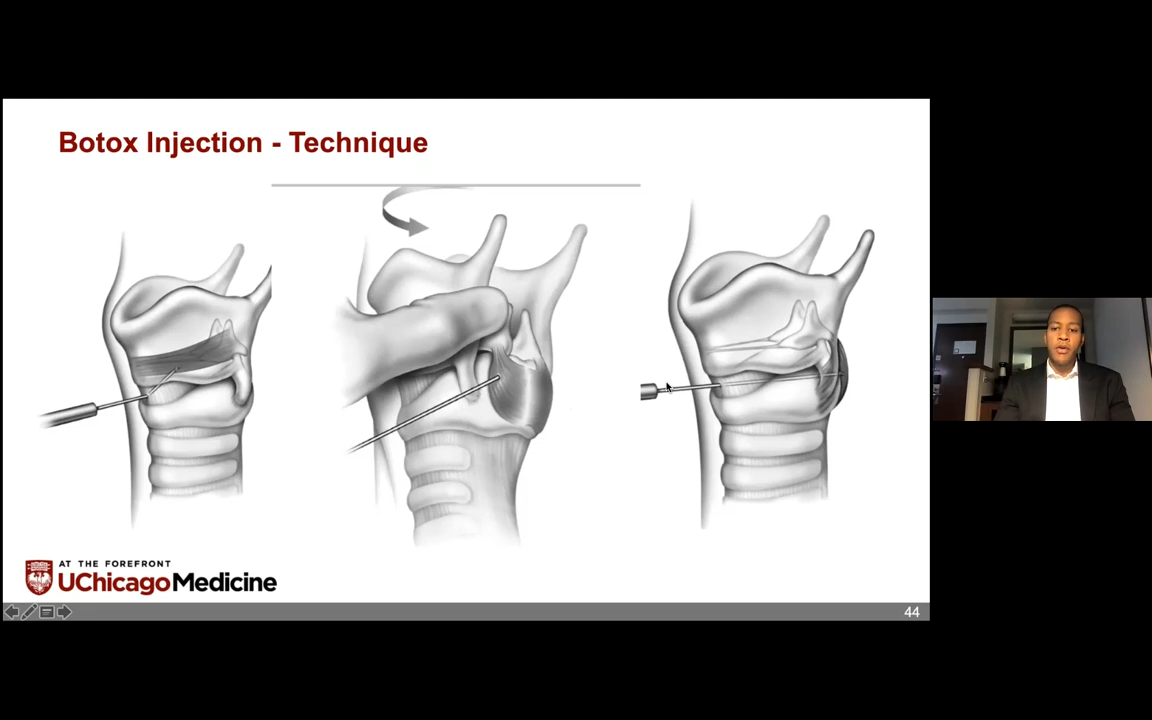 Botox Injection - Technique
AT THE FOREFRONT
UChicagoMedicine
44